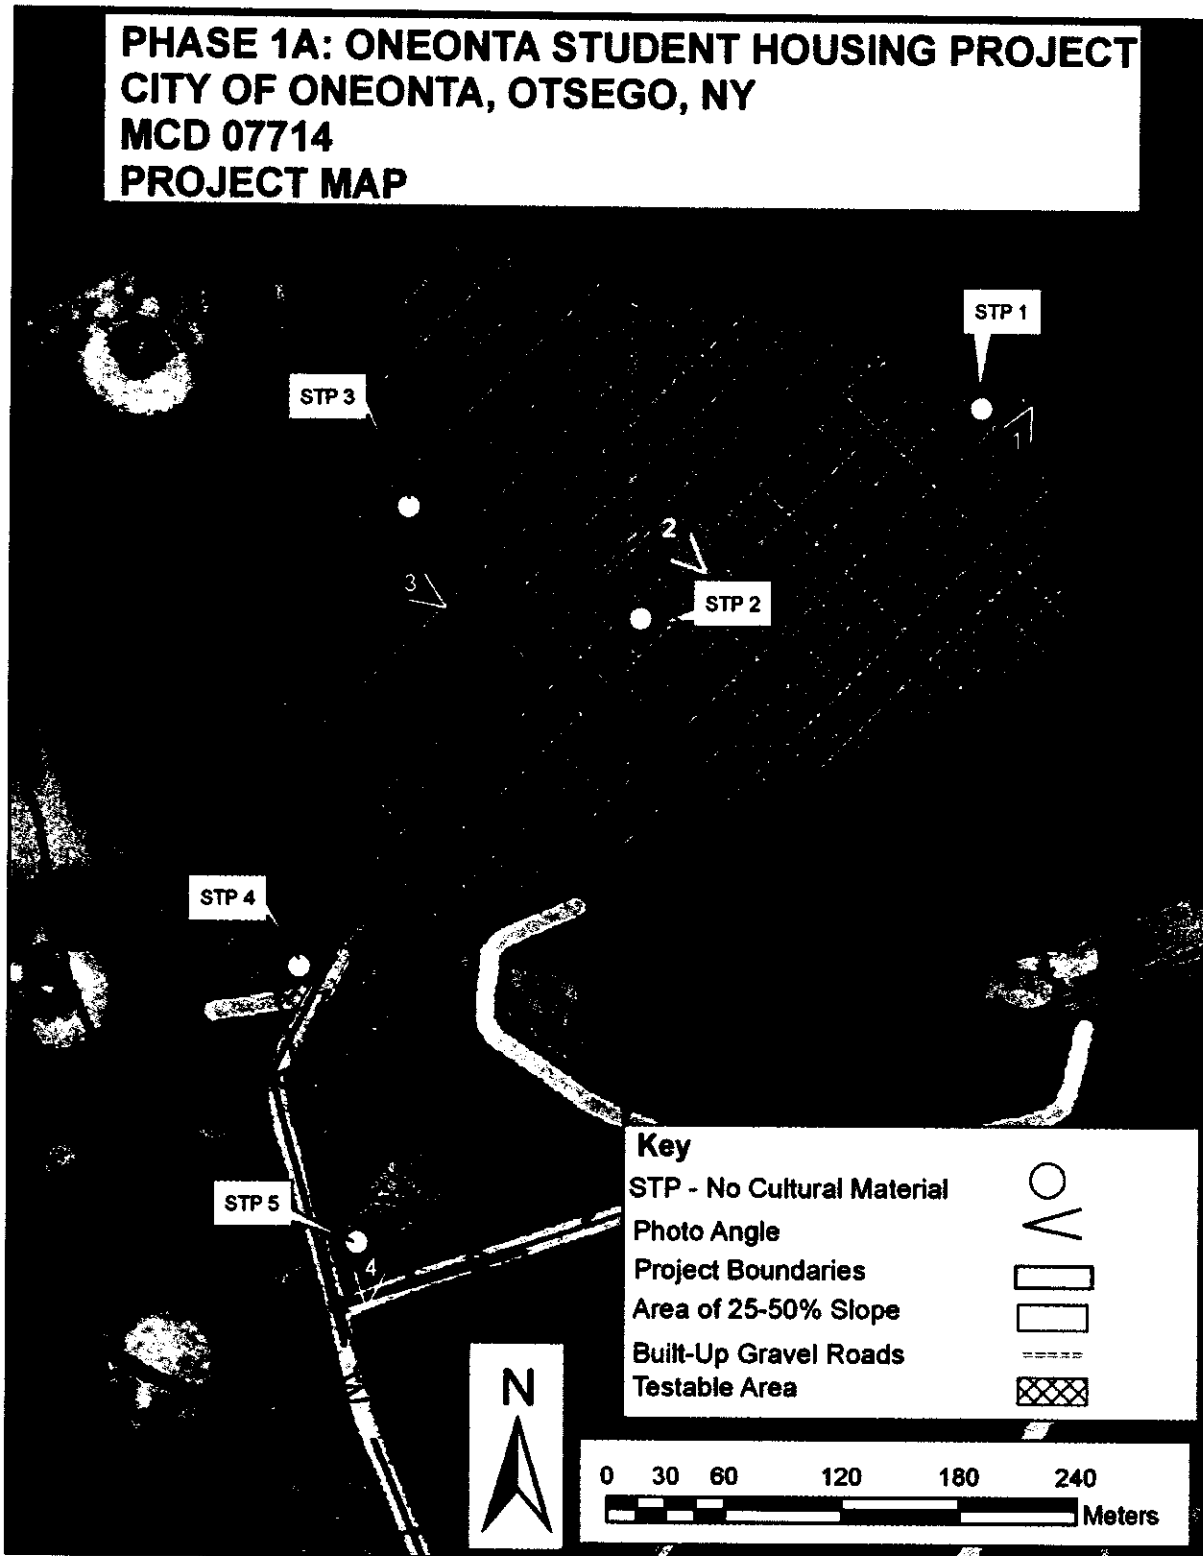 PHASE 1A: ONEONTA STUDENT HOUSING PROJECT
CITY OF ONEONTA, OTSEGO, NY
MCD 07714
PROJECT MAP
STP 1
1
STP 3
2
3
STP 2
STP 4
STP 5
4
Key
STP - No Cultural Material
Photo Angle
Project Boundaries
Area of 25-50% Slope
Built-Up Gravel Roads
Testable Area
N
0 30 60 120 180 240
Meters